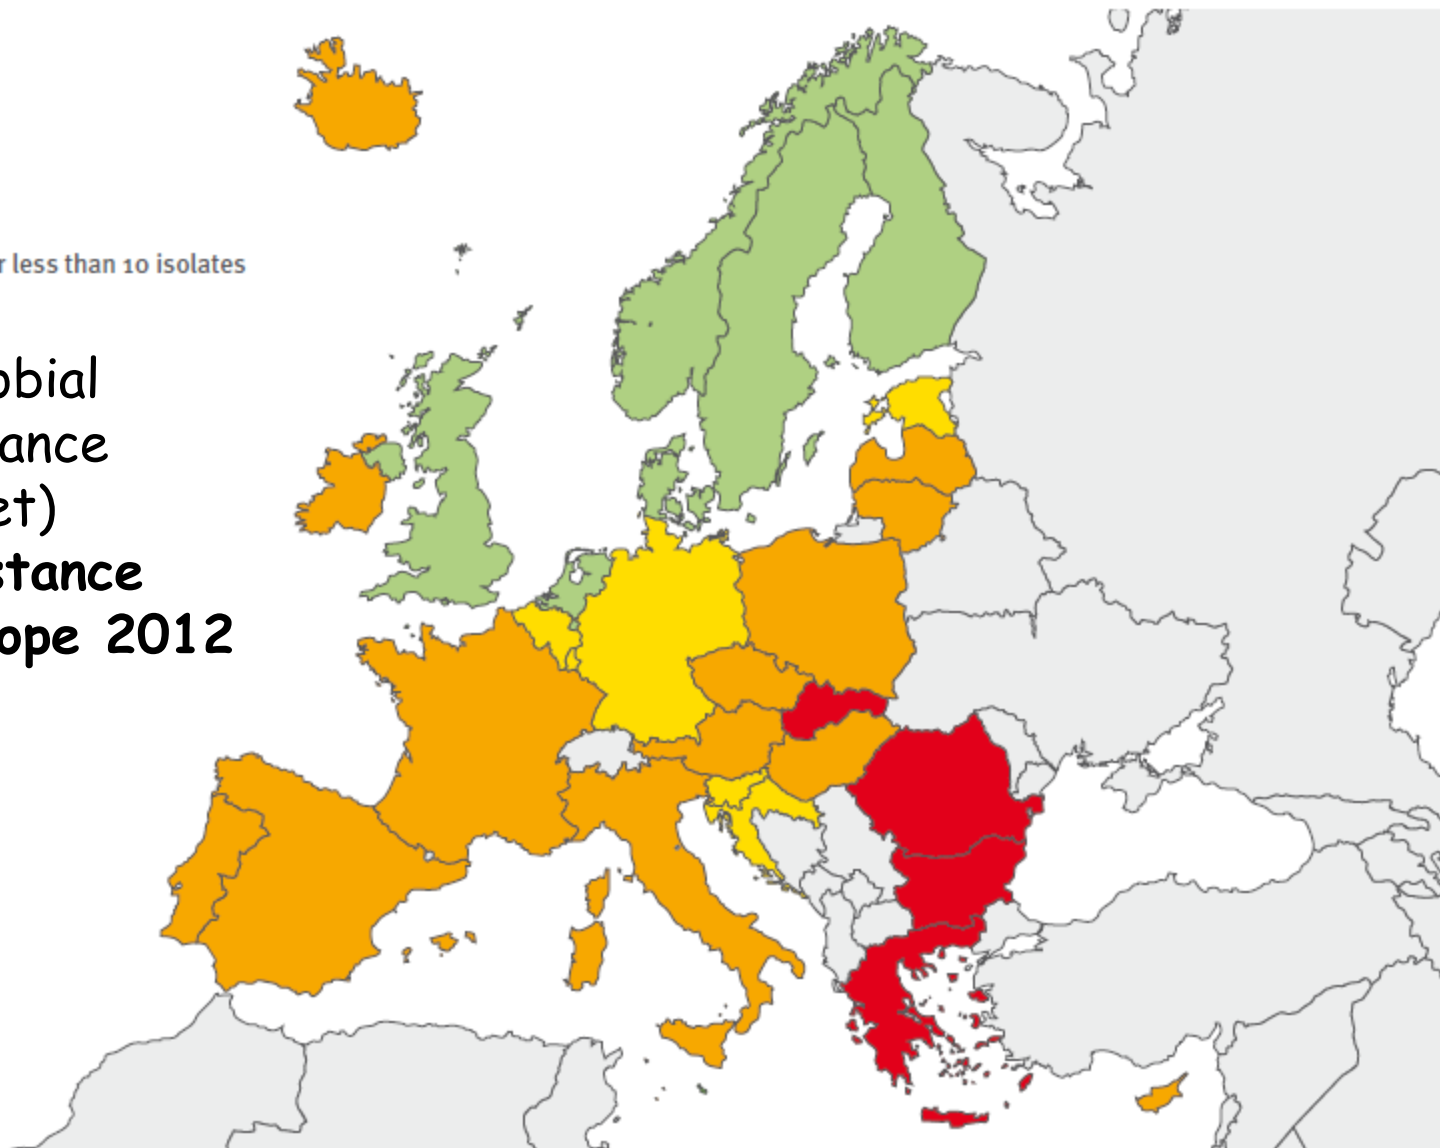 r less than 10 isolates
obial
ance
et)
stance
ope 2012